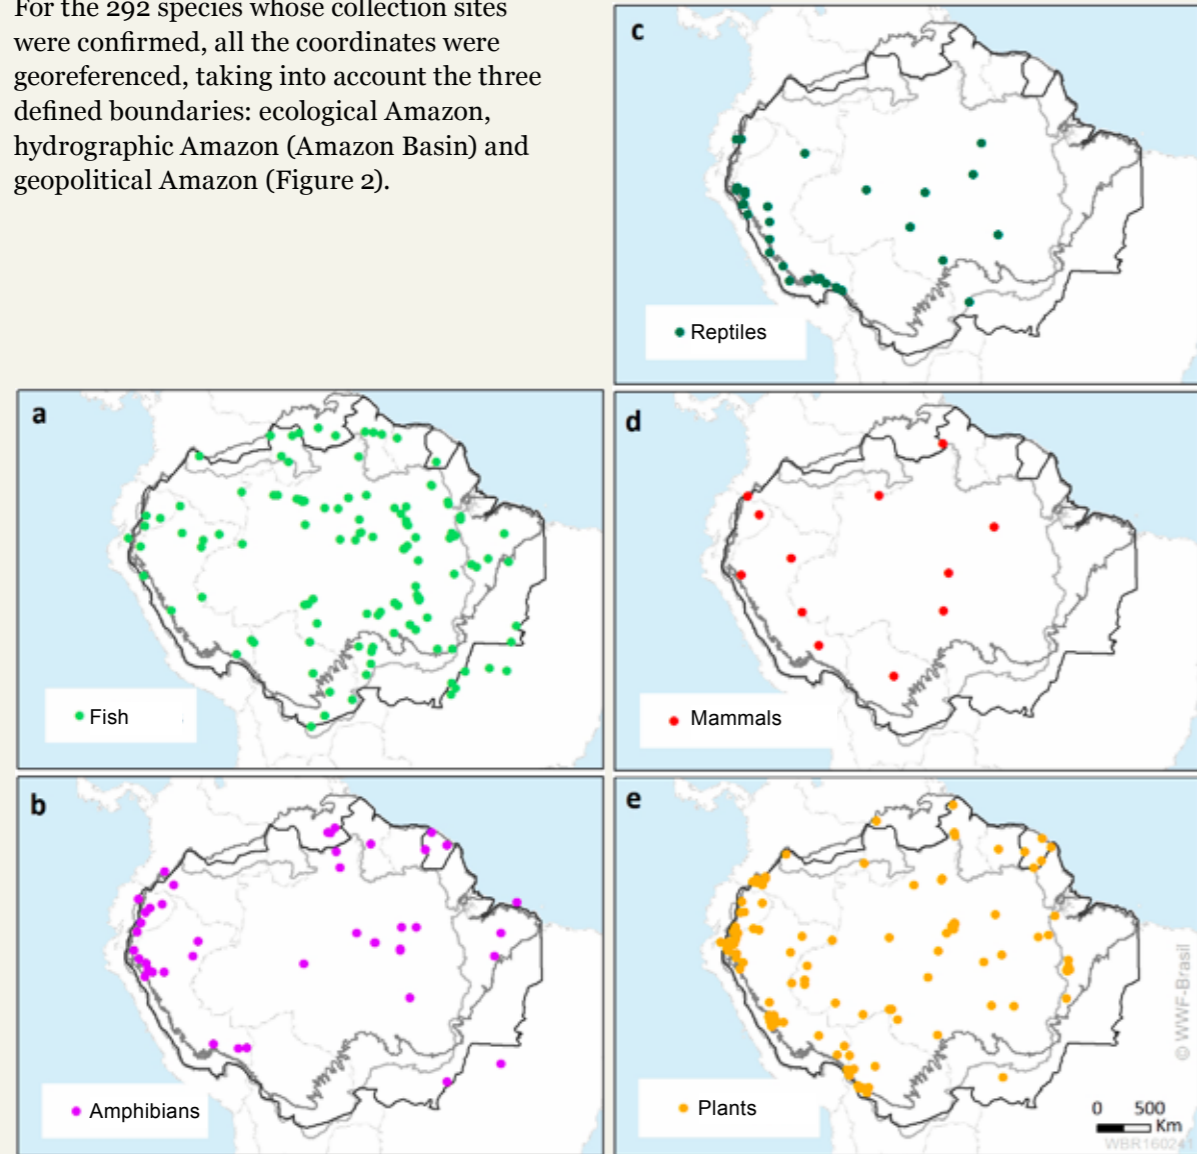 For the 292 species whose collection sites
were confirmed, all the coordinates were
georeferenced, taking into account the three
defined boundaries: ecological Amazon,
hydrographic Amazon (Amazon Basin) and
geopolitical Amazon (Figure 2).
c
Reptiles
a
Fish
d
Mammals
b
Amphibians
e
Plants
© WWF-Brasil
0 500
Km
WBR160241